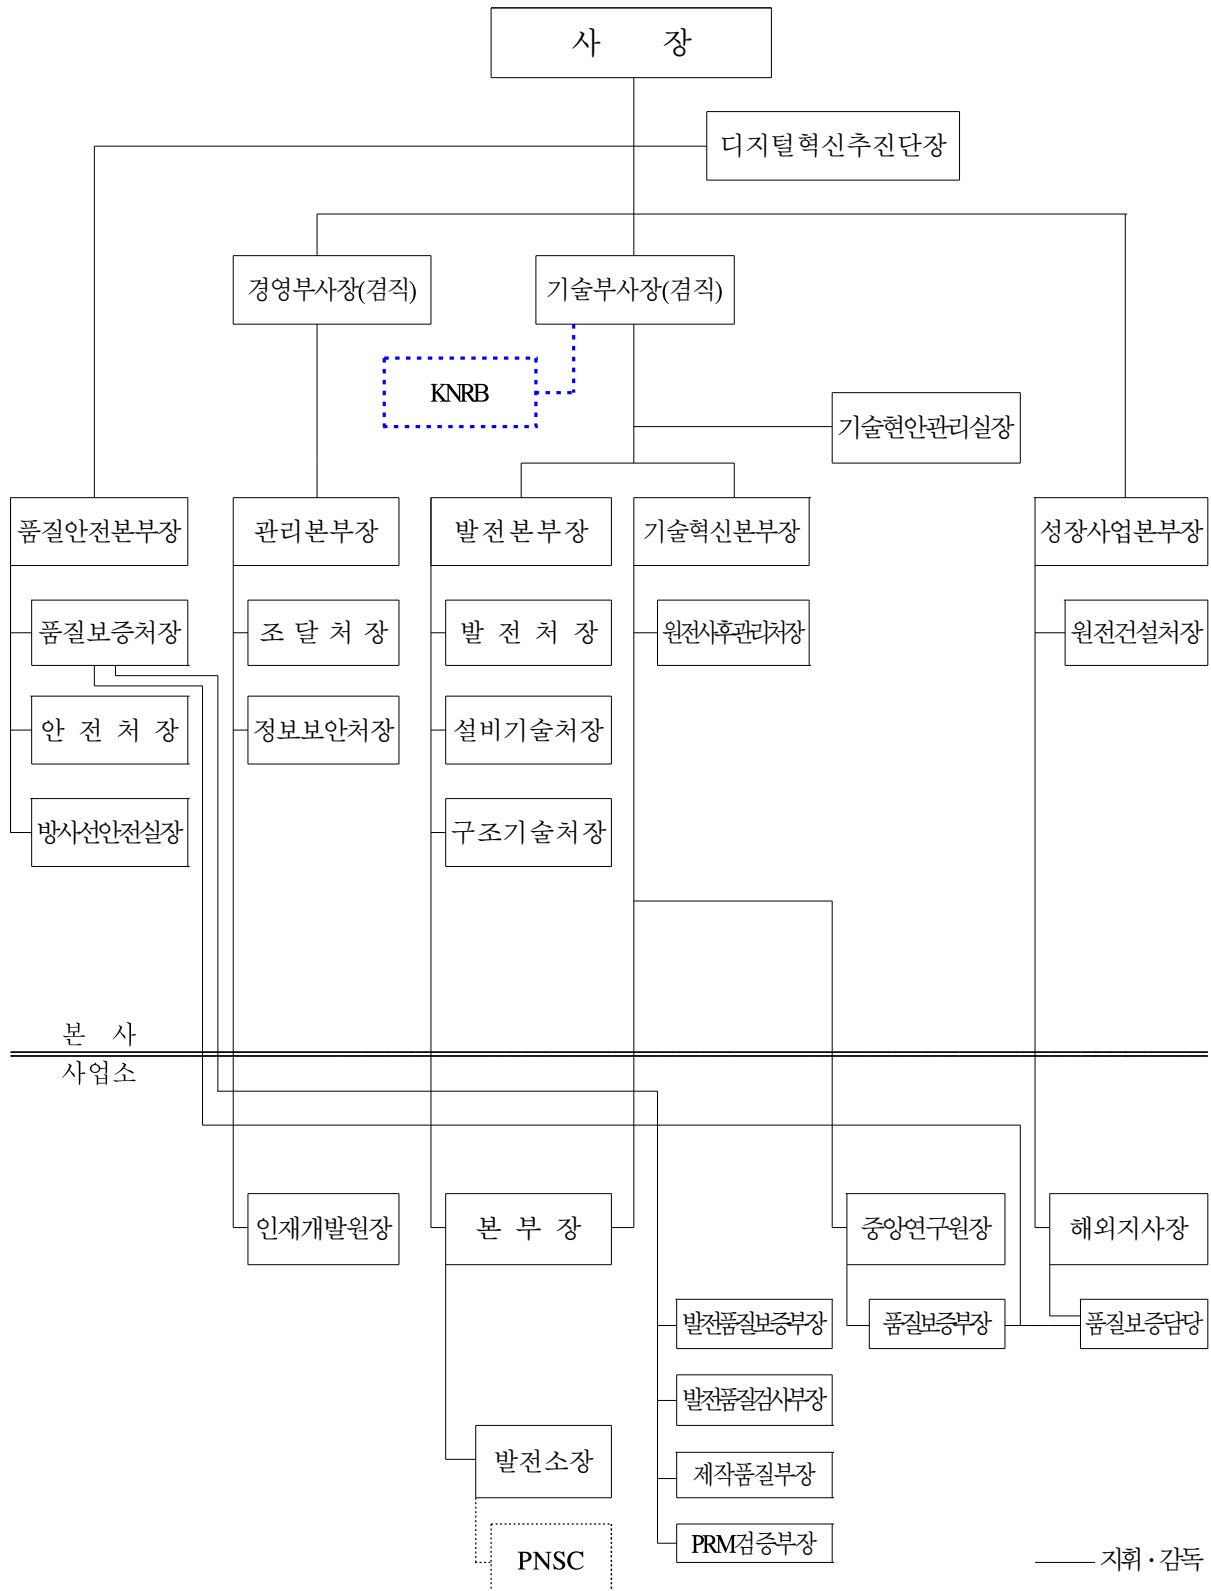 사 장
디지털혁신추진단장
경영부사장(겸직)
기술부사장(겸직)
KNRB
기술현안관리실장
품질안전본부장
관리본부장
발전본부장
기술혁신본부장
성장사업본부장
품질보증처장
조 달 처 장
발 전 처 장
원전사후관리처장
원전건설처장
안 전 처 장
정보보안처장
설비기술처장
방사선안전실장
구조기술처장
본 사
사업소
인재개발원장
본 부 장
중앙연구원장
해외지사장
발전품질보증부장
품질보증부장
품질보증담당
발전품질검사부장
발전소장
제작품질부장
PRM검증부장
PNSC
지휘·감독